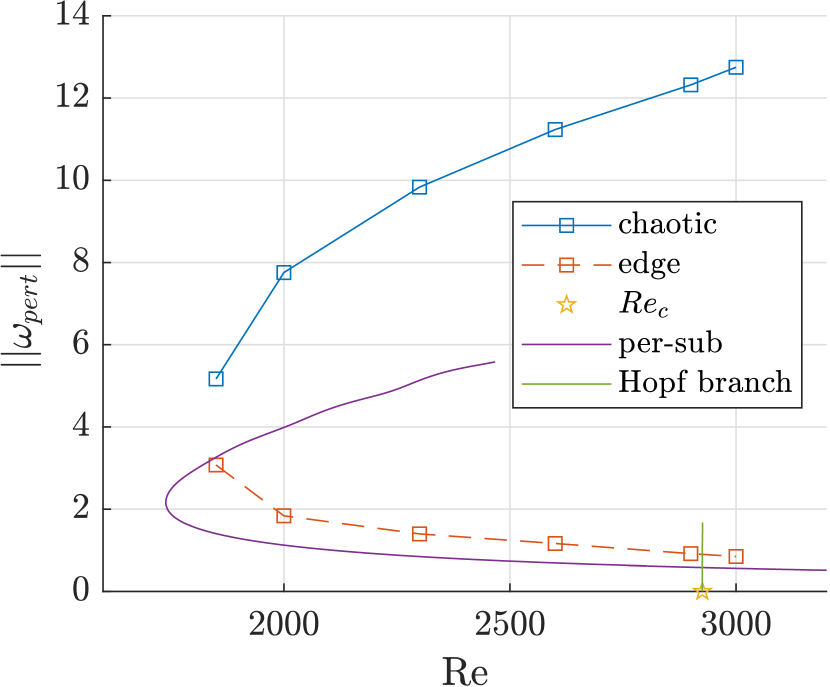 14
12
10
8
6
4
2
0
||ω_pert||
chaotic
edge
Re_c
per-sub
Hopf branch
2000 2500 3000
Re